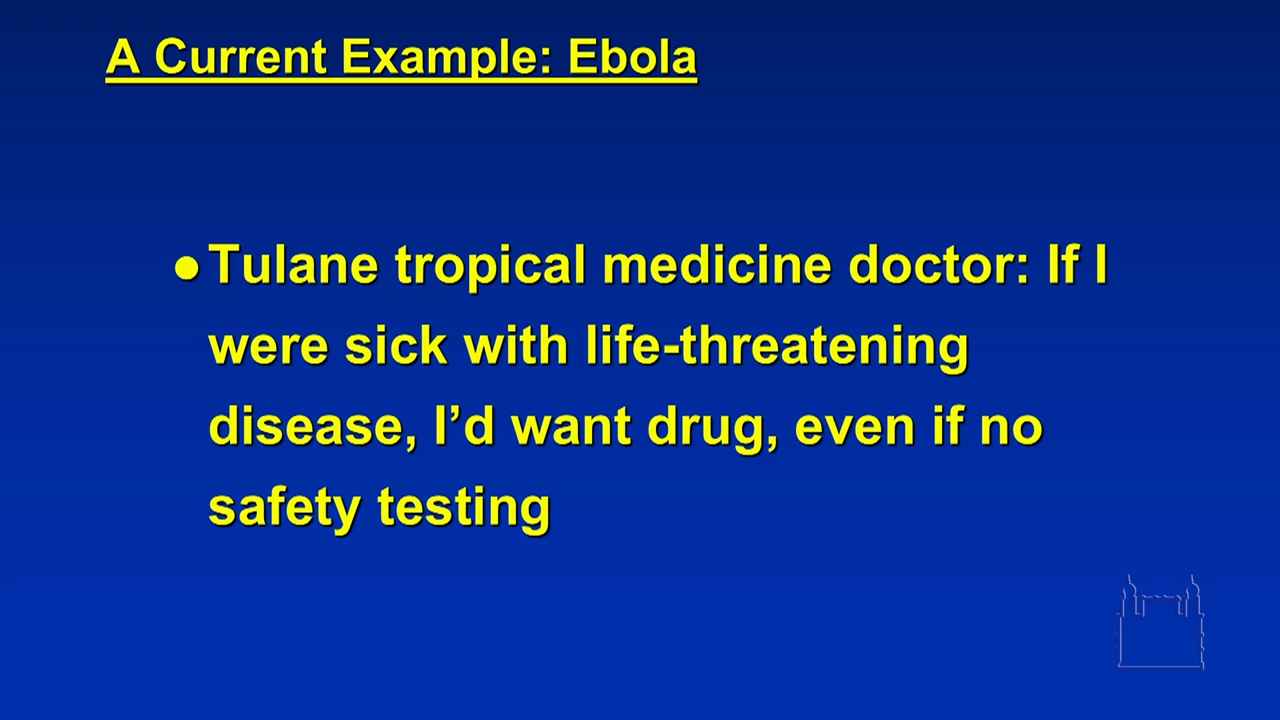 A Current Example: Ebola
●Tulane tropical medicine doctor: If I
were sick with life-threatening
disease, I’d want drug, even if no
safety testing